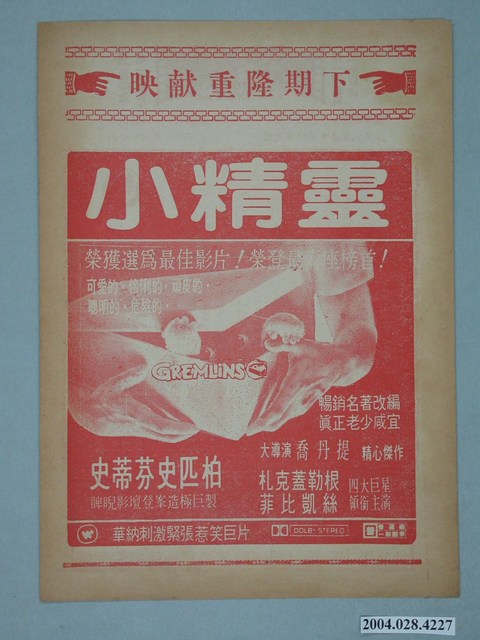 下期隆重献映
小精靈
榮獲選爲最佳影片!榮登最賣座榜首!
可愛的,伶俐的,頑皮的,
聰明的,危險的,
GREMLINS
暢銷名著改編
眞正老少咸宜
大導演 喬丹提 精心傑作
史蒂芬史匹柏
睥睨影壇登峯造極巨製
札克蓋勒根
菲比凱絲
四大巨星
領銜主演
華納刺激緊張惹笑巨片
DOLBY STEREO
2004.028.4227